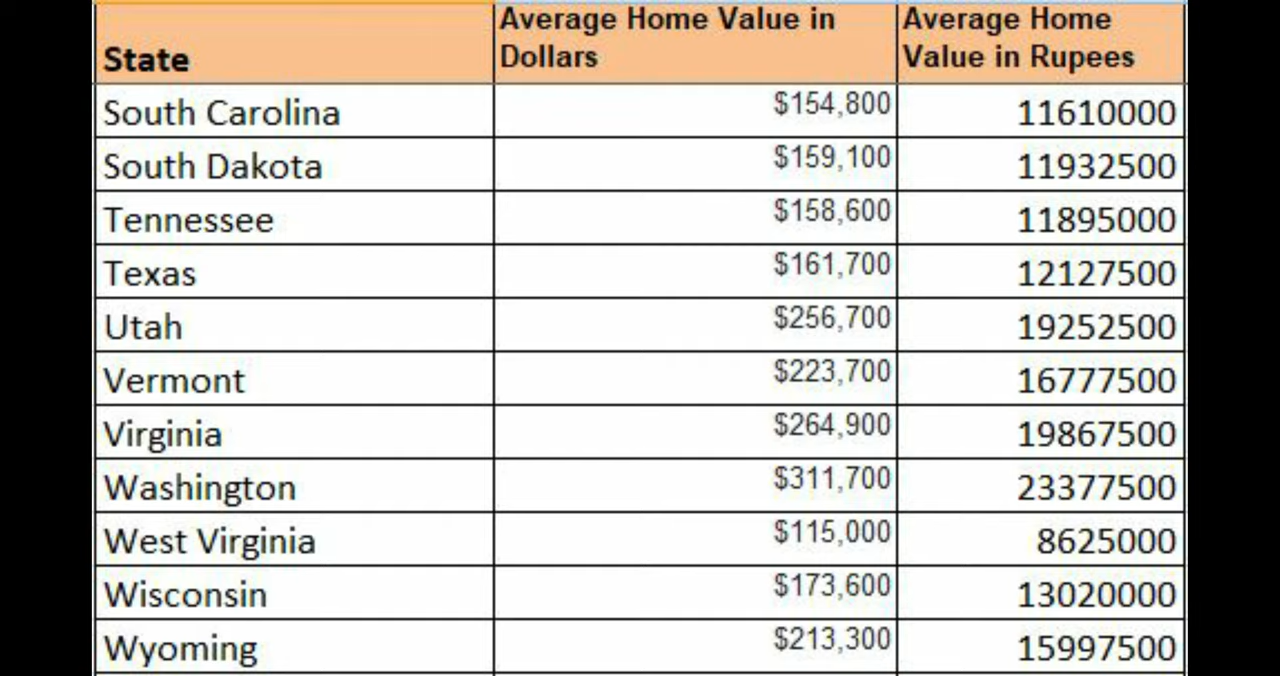 State Average Home Value in Dollars Average Home Value in Rupees
South Carolina $154,800 11610000
South Dakota $159,100 11932500
Tennessee $158,600 11895000
Texas $161,700 12127500
Utah $256,700 19252500
Vermont $223,700 16777500
Virginia $264,900 19867500
Washington $311,700 23377500
West Virginia $115,000 8625000
Wisconsin $173,600 13020000
Wyoming $213,300 15997500